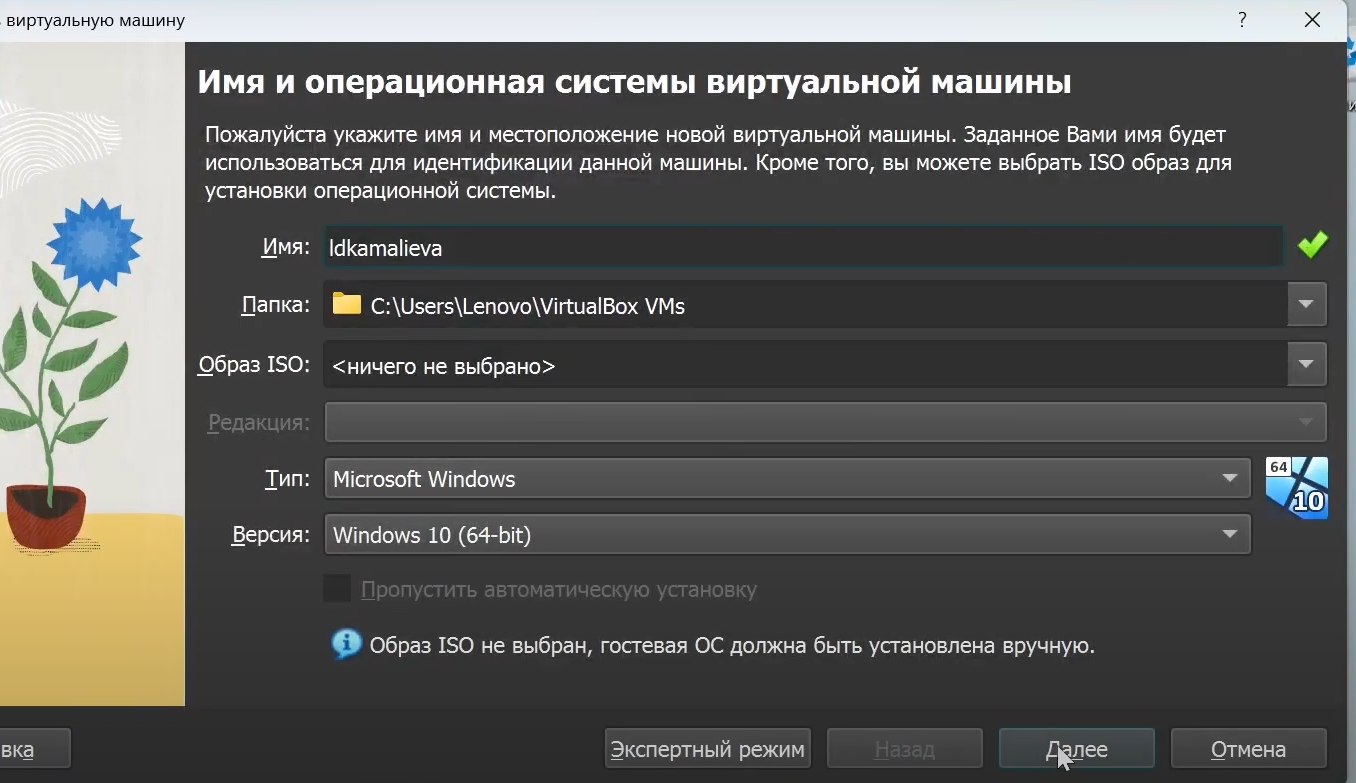 виртуальную машину
?
Имя и операционная системы виртуальной машины
Пожалуйста укажите имя и местоположение новой виртуальной машины. Заданное Вами имя будет
использоваться для идентификации данной машины. Кроме того, вы можете выбрать ISO образ для
установки операционной системы.
Имя: ldkamalieva
Папка: C:\Users\Lenovo\VirtualBox VMs
Образ ISO: <ничего не выбрано>
Редакция:
Тип: Microsoft Windows
64
10
Версия: Windows 10 (64-bit)
Пропустить автоматическую установку
Образ ISO не выбран, гостевая ОС должна быть установлена вручную.
вка Экспертный режим Назад Далее Отмена